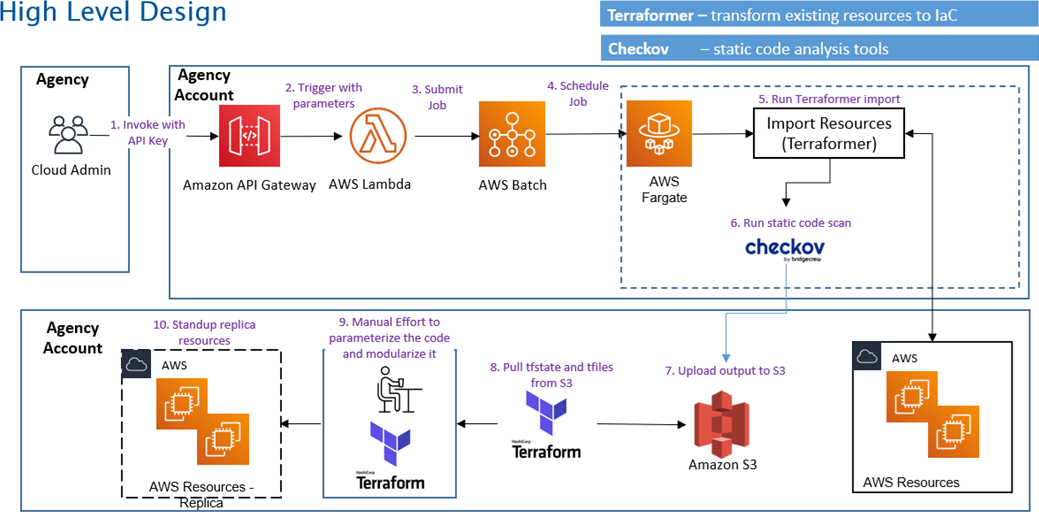 High Level Design
Terraformer – transform existing resources to IaC
Checkov – static code analysis tools
Agency
Cloud Admin
1. Invoke with
API Key
Agency
Account
2. Trigger with
parameters
3. Submit
Job
4. Schedule
Job
5. Run Terraformer import
Amazon API Gateway
AWS Lambda
AWS Batch
AWS
Fargate
Import Resources
(Terraformer)
6. Run static code scan
checkov
by bridgecrew
Agency
Account
10. Standup replica
resources
AWS
AWS Resources -
Replica
9. Manual Effort to
parameterize the code
and modularize it
HashiCorp
Terraform
8. Pull tfstate and tfiles
from S3
HashiCorp
Terraform
7. Upload output to S3
Amazon S3
AWS
AWS Resources